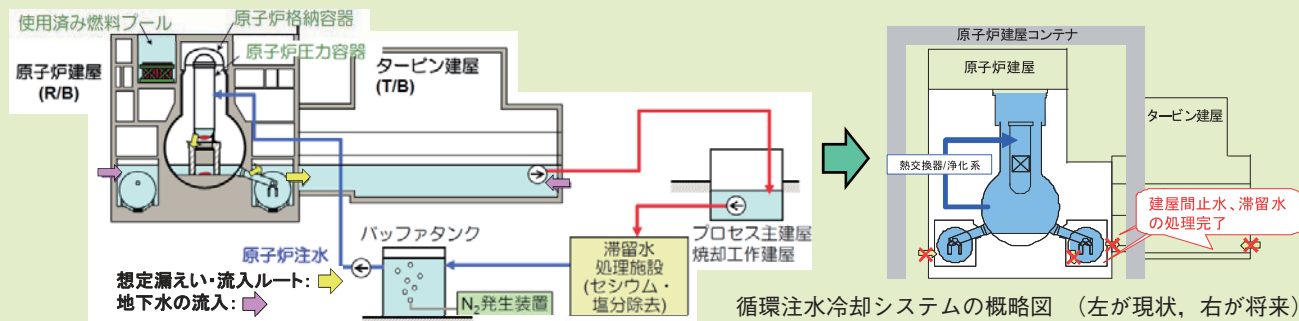 使用済み燃料プール
原子炉格納容器
原子炉圧力容器
原子炉建屋
(R/B)
タービン建屋
(T/B)
原子炉注水
バッファタンク
N₂発生装置
滞留水
処理施設
(セシウム・
塩分除去)
プロセス主建屋
焼却工作建屋
想定漏えい・流入ルート:
地下水の流入:
原子炉建屋コンテナ
原子炉建屋
タービン建屋
熱交換器/浄化系
建屋間止水、滞留水
の処理完了
循環注水冷却システムの概略図 (左が現状，右が将来)